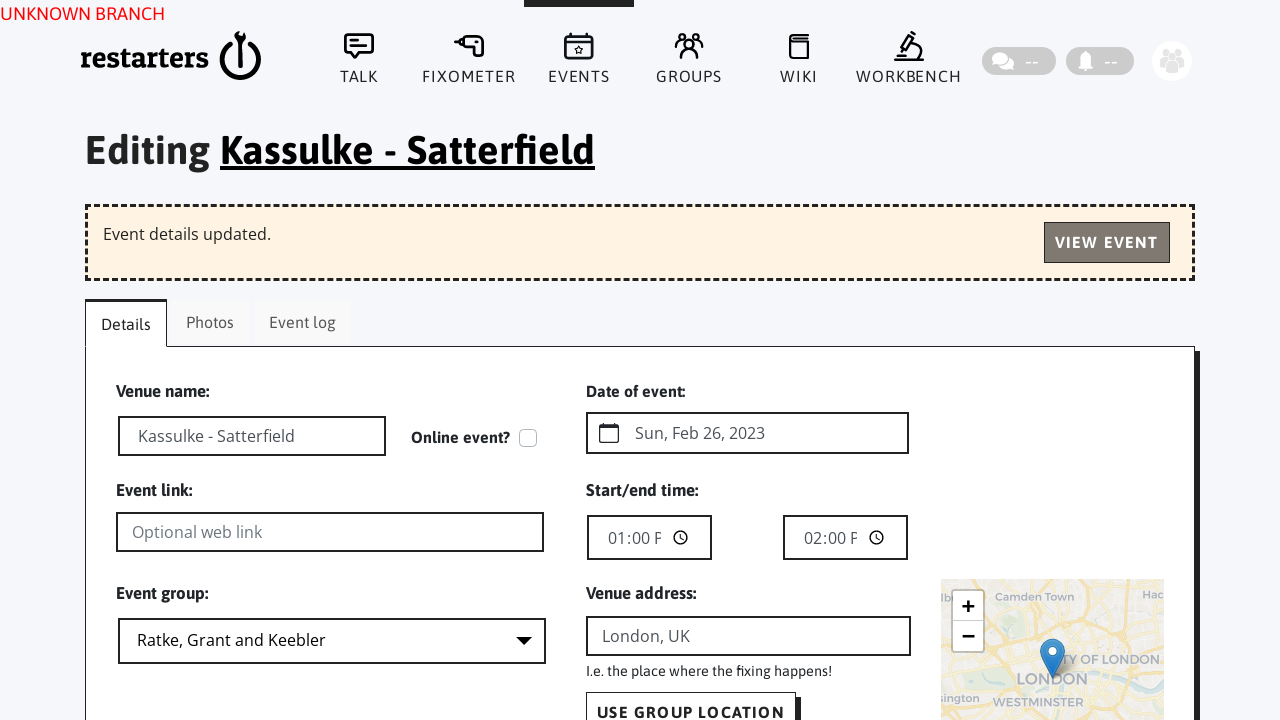 UNKNOWN BRANCH
restarters
TALK
FIXOMETER
EVENTS
GROUPS
WIKI
WORKBENCH
--
--
Editing Kassulke - Satterfield
Event details updated.
VIEW EVENT
Details
Photos
Event log
Venue name:
Date of event:
Kassulke - Satterfield
Online event?
Sun, Feb 26, 2023
Event link:
Start/end time:
Optional web link
01:00
02:00
Event group:
Venue address:
Ratke, Grant and Keebler
London, UK
I.e. the place where the fixing happens!
USE GROUP LOCATION
+
−
Camden Town
Hac
TY OF LONDON
LONDON
sington
WESTMINSTER